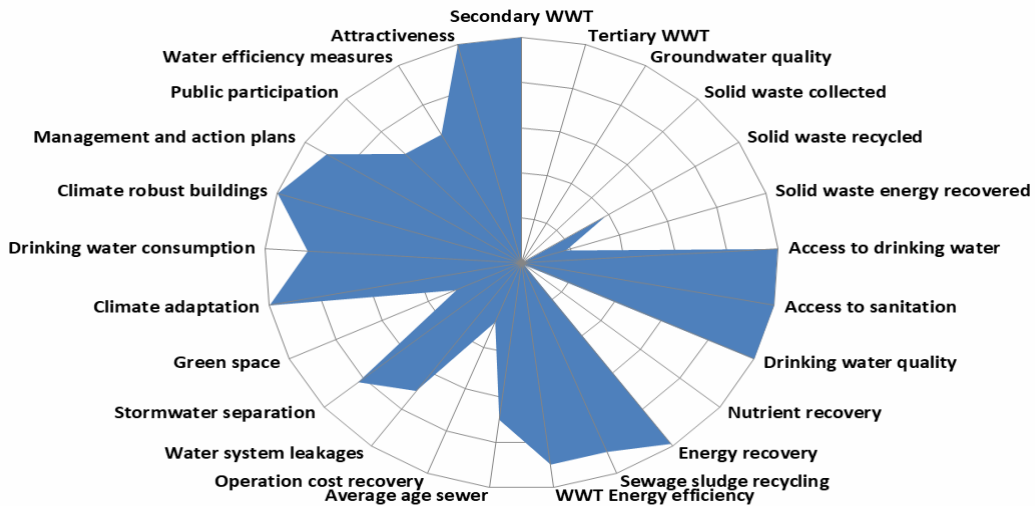 Secondary WWT
Tertiary WWT
Groundwater quality
Solid waste collected
Solid waste recycled
Solid waste energy recovered
Access to drinking water
Access to sanitation
Drinking water quality
Nutrient recovery
Energy recovery
Sewage sludge recycling
WWT Energy efficiency
Average age sewer
Operation cost recovery
Water system leakages
Stormwater separation
Green space
Climate adaptation
Drinking water consumption
Climate robust buildings
Management and action plans
Public participation
Water efficiency measures
Attractiveness